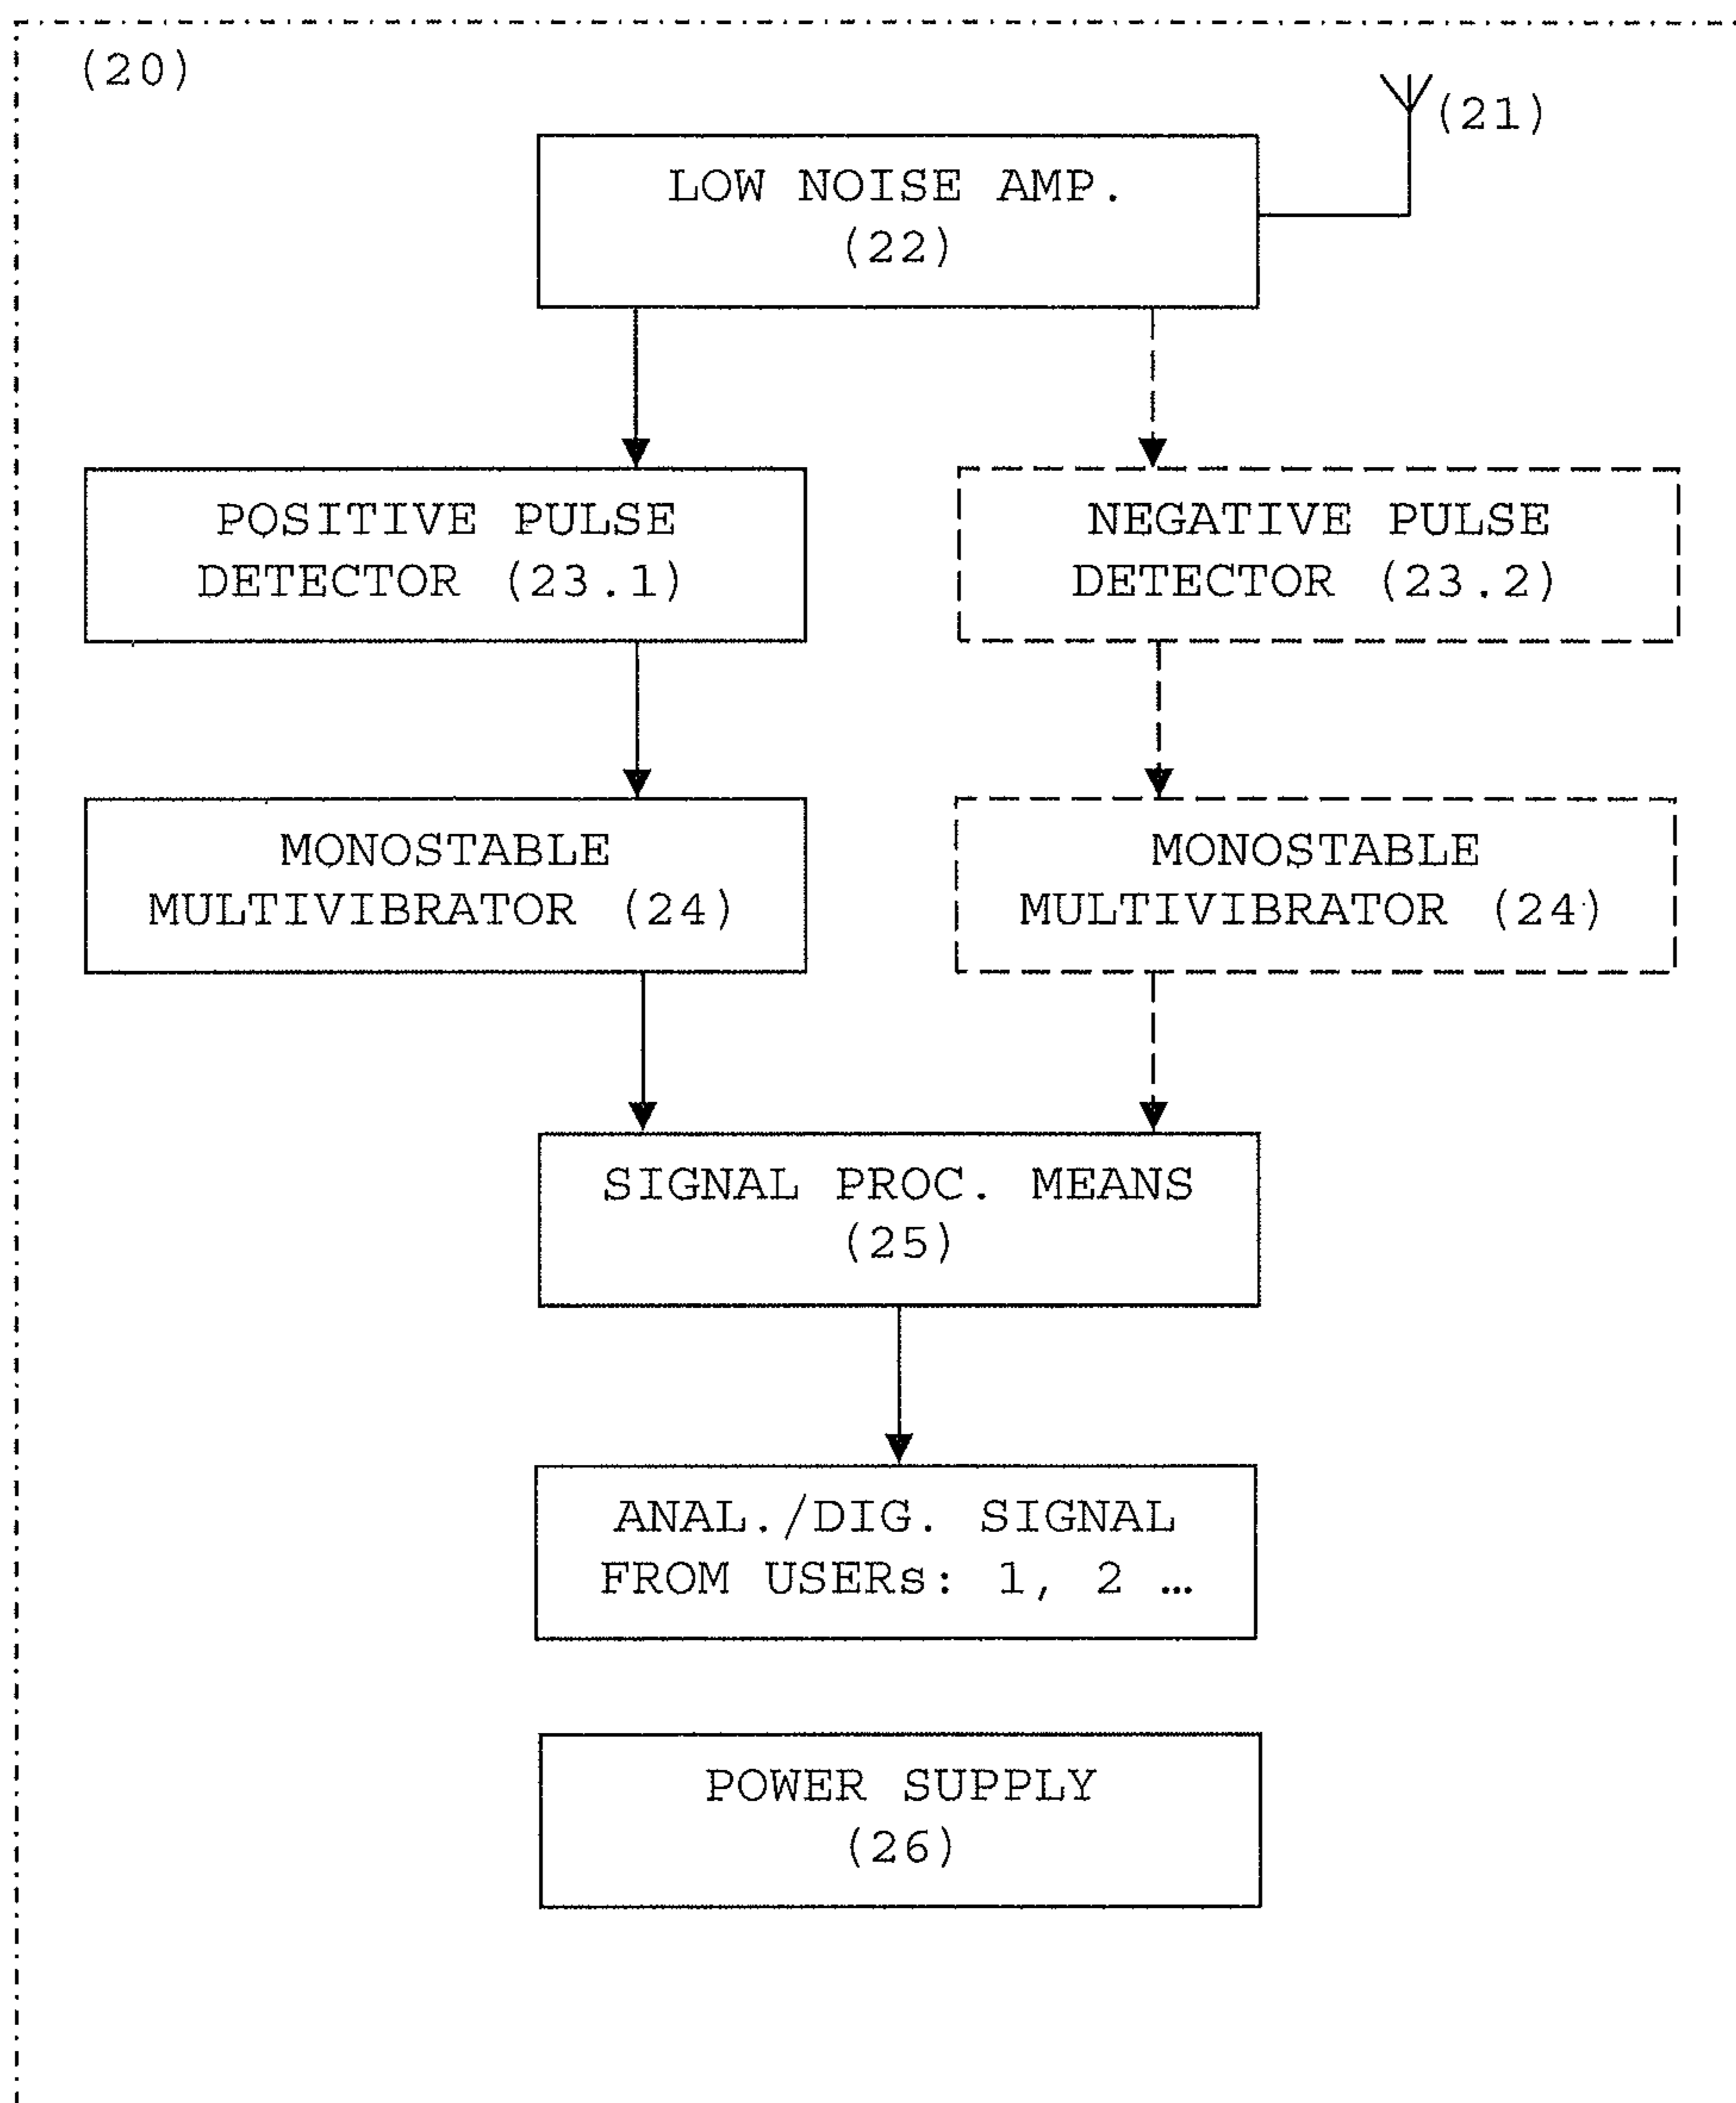 (20)
(21)
LOW NOISE AMP.
(22)
POSITIVE PULSE
DETECTOR (23.1)
NEGATIVE PULSE
DETECTOR (23.2)
MONOSTABLE
MULTIVIBRATOR (24)
MONOSTABLE
MULTIVIBRATOR (24)
SIGNAL PROC. MEANS
(25)
ANAL./DIG. SIGNAL
FROM USERs: 1, 2 …
POWER SUPPLY
(26)